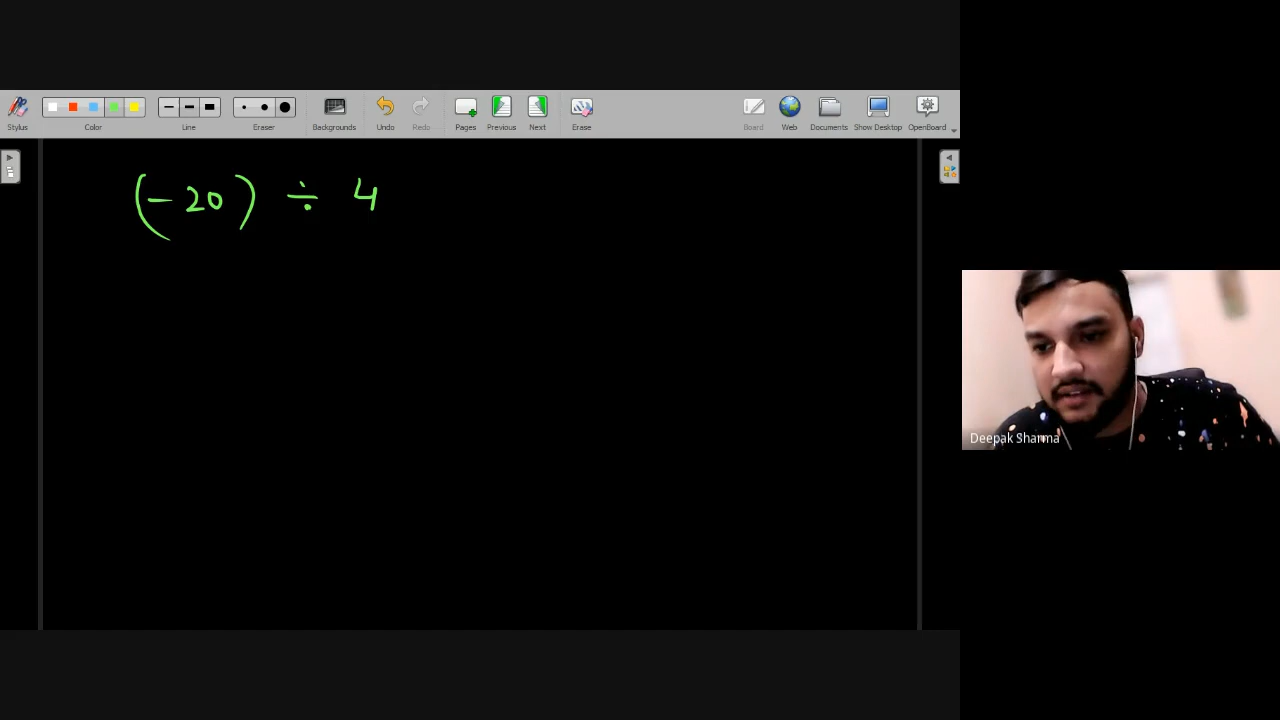 Stylus Color Line Eraser Backgrounds Undo Redo Pages Previous Next Erase Board Web Documents Show Desktop OpenBoard
(-20) ÷ 4
Deepak Sharma